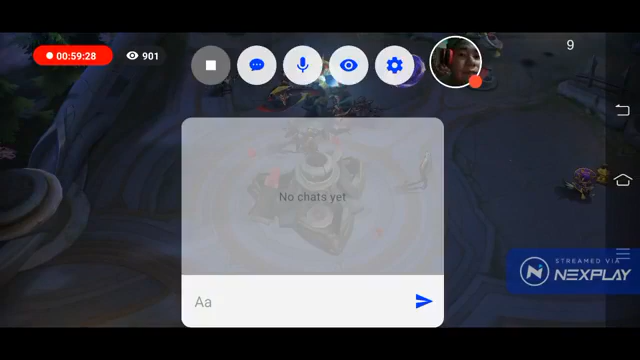 00:59:28
901
9
No chats yet
Aa
STREAMED VIA
NEXPLAY